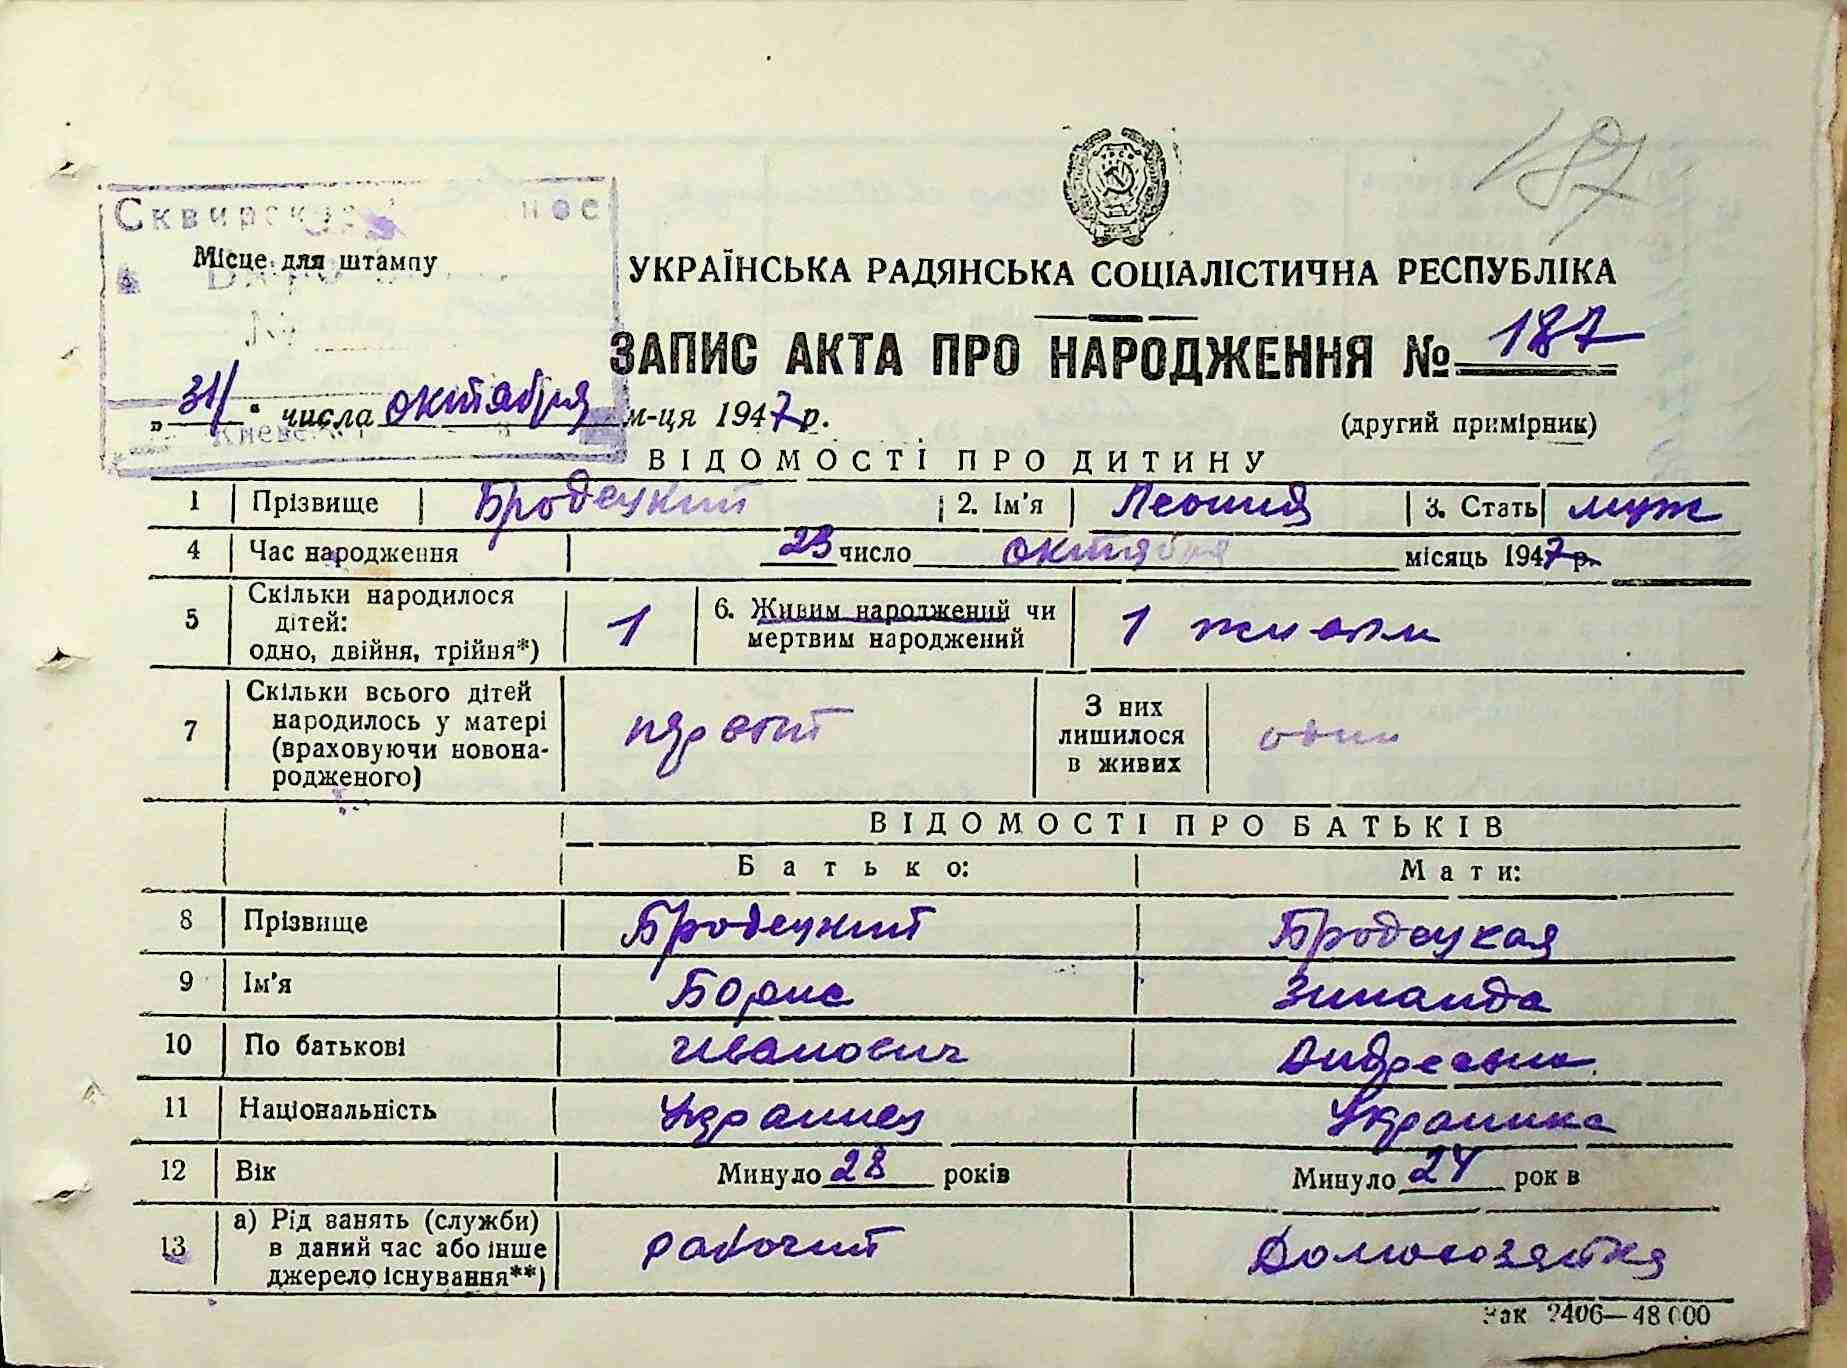 187
Місце для штампу
УКРАЇНСЬКА РАДЯНСЬКА СОЦІАЛІСТИЧНА РЕСПУБЛІКА
ЗАПИС АКТА ПРО НАРОДЖЕННЯ № 187
„31“ числа октября м-ця 1947 р.
(другий примірник)
ВІДОМОСТІ ПРО ДИТИНУ
1 Прізвище Бродецкий 2. Ім'я Леонид 3. Стать муж
4 Час народження 23 число октября місяць 1947 р.
5 Скільки народилося дітей: одно, двійня, трійня*) 1 6. Живим народжений чи мертвим народжений 1 живым
7 Скільки всього дітей народилось у матері (враховуючи новонародженого) первый З них лишилося в живих один
ВІДОМОСТІ ПРО БАТЬКІВ
Батько: Мати:
8 Прізвище Бродецкий Бродецкая
9 Ім'я Борис Зинаида
10 По батькові Иванович Андреевна
11 Національність Украинец Украинка
12 Вік Минуло 28 років Минуло 24 рок в
13 а) Рід занять (служби) в даний час або інше джерело існування**) рабочий Домохозяйка
Зак 2406—48 000